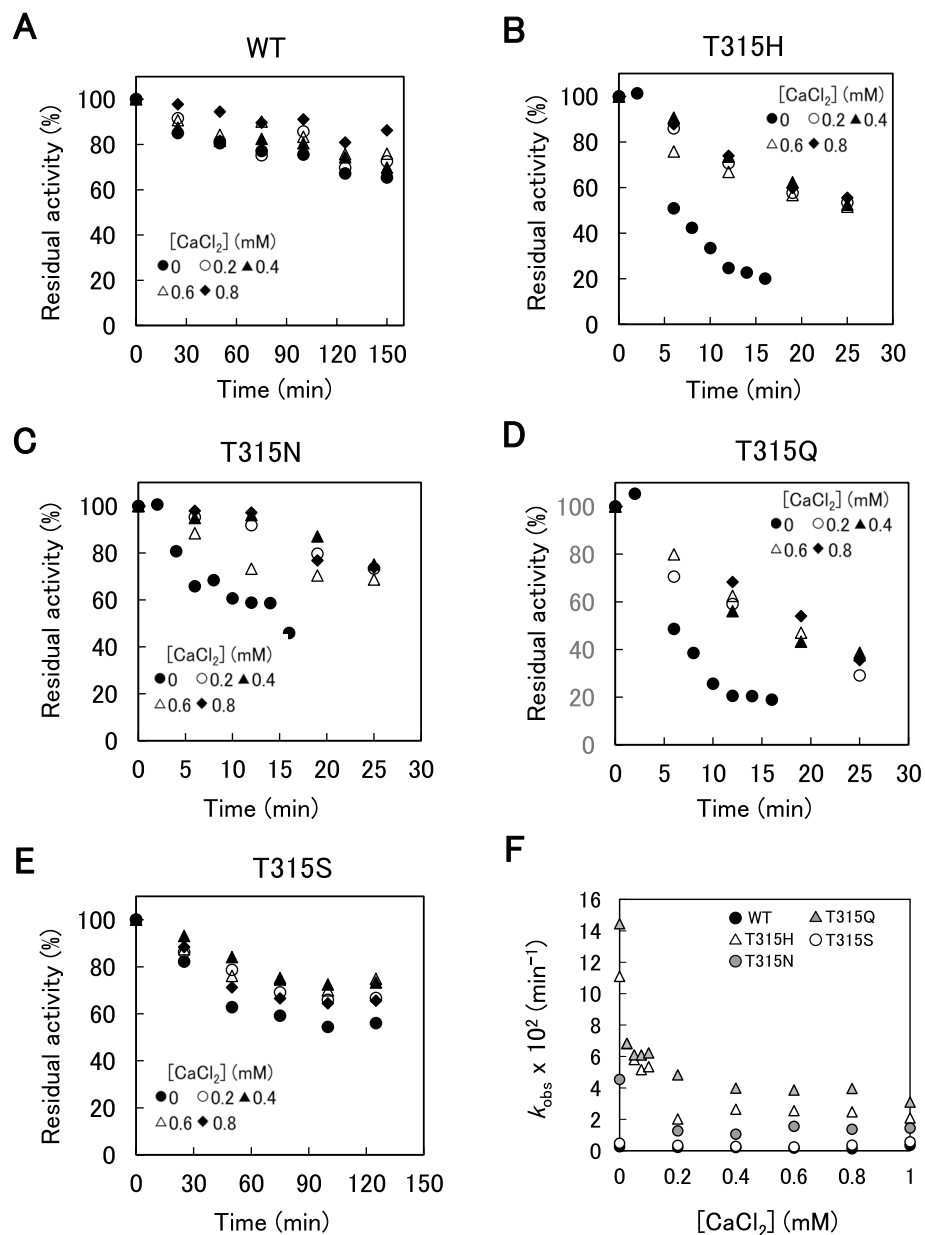 A
WT
Residual activity (%)
100
80
60
40
20
0
[CaCl₂] (mM)
0 0.2 0.4
0.6 0.8
0 30 60 90 120 150
Time (min)
B
T315H
Residual activity (%)
100
80
60
40
20
0
[CaCl₂] (mM)
0 0.2 0.4
0.6 0.8
0 5 10 15 20 25 30
Time (min)
C
T315N
Residual activity (%)
100
80
60
40
20
0
[CaCl₂] (mM)
0 0.2 0.4
0.6 0.8
0 5 10 15 20 25 30
Time (min)
D
T315Q
Residual activity (%)
100
80
60
40
20
0
[CaCl₂] (mM)
0 0.2 0.4
0.6 0.8
0 5 10 15 20 25 30
Time (min)
E
T315S
Residual activity (%)
100
80
60
40
20
0
[CaCl₂] (mM)
0 0.2 0.4
0.6 0.8
0 30 60 90 120 150
Time (min)
F
kobs x 10² (min⁻¹)
16
14
12
10
8
6
4
2
0
WT T315Q
T315H T315S
T315N
0 0.2 0.4 0.6 0.8 1
[CaCl₂] (mM)